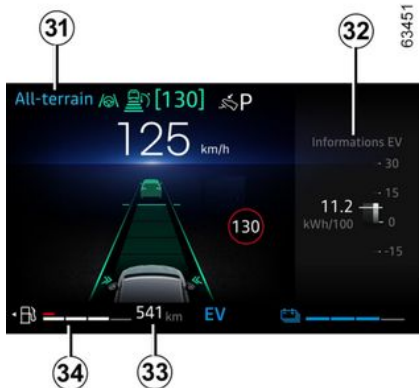 31
32
63451
All-terrain [130] P
125 km/h
Informations EV
30
15
11.2
kWh/100
0
-15
130
541 km EV
34
33